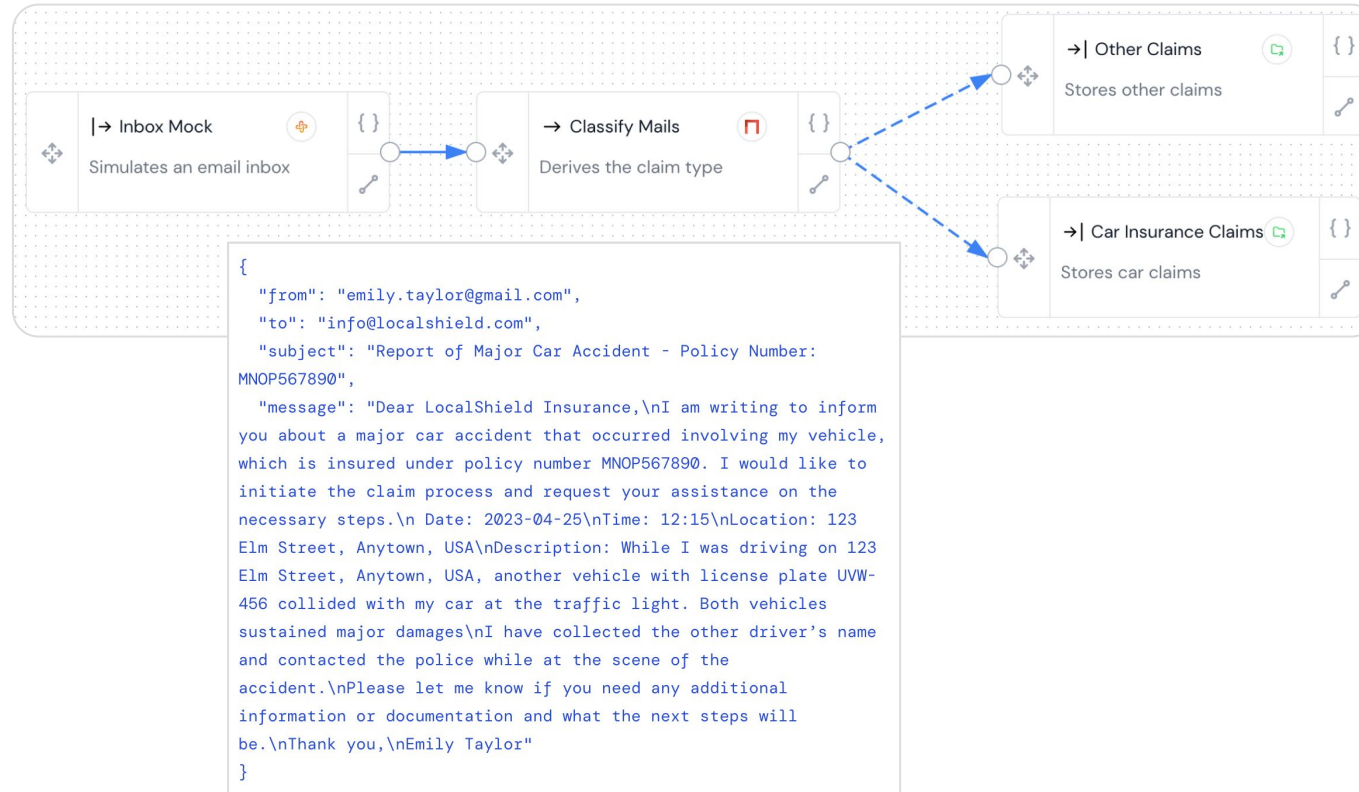 |→ Inbox Mock
Simulates an email inbox
{ }
→ Classify Mails
Derives the claim type
{ }
→| Other Claims
Stores other claims
{ }
→| Car Insurance Claims
Stores car claims
{ }
{
"from": "emily.taylor@gmail.com",
"to": "info@localshield.com",
"subject": "Report of Major Car Accident - Policy Number:
MNOP567890",
"message": "Dear LocalShield Insurance,\nI am writing to inform
you about a major car accident that occurred involving my vehicle,
which is insured under policy number MNOP567890. I would like to
initiate the claim process and request your assistance on the
necessary steps.\n Date: 2023-04-25\nTime: 12:15\nLocation: 123
Elm Street, Anytown, USA\nDescription: While I was driving on 123
Elm Street, Anytown, USA, another vehicle with license plate UVW-
456 collided with my car at the traffic light. Both vehicles
sustained major damages\nI have collected the other driver’s name
and contacted the police while at the scene of the
accident.\nPlease let me know if you need any additional
information or documentation and what the next steps will
be.\nThank you,\nEmily Taylor"
}